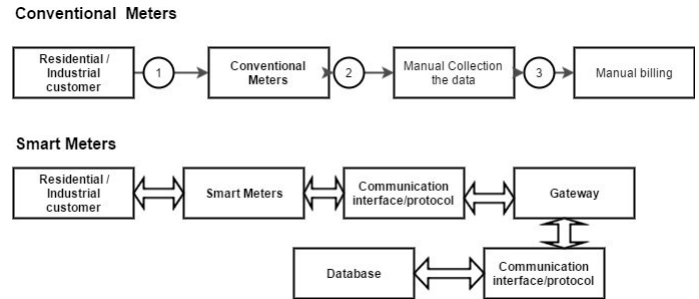 Conventional Meters
Residential /
Industrial
customer
1
Conventional
Meters
2
Manual Collection
the data
3
Manual billing
Smart Meters
Residential /
Industrial
customer
Smart Meters
Communication
interface/protocol
Gateway
Database
Communication
interface/protocol